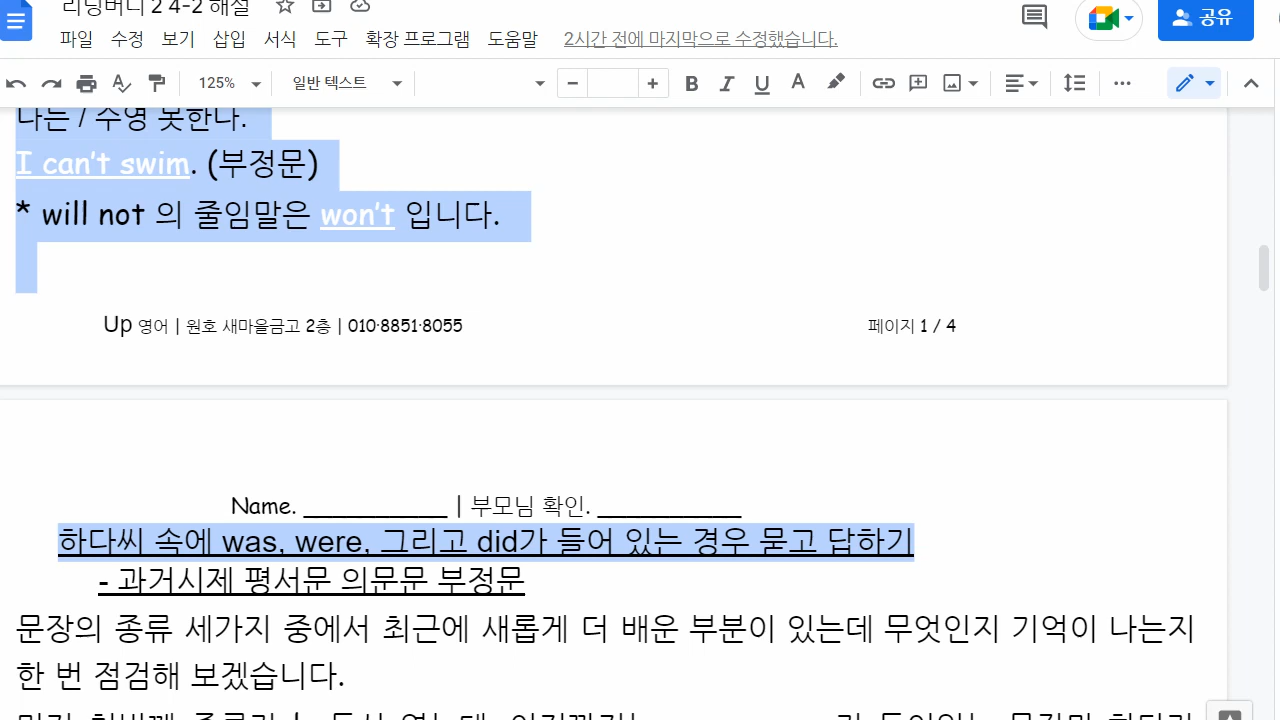 리딩버디 2 4-2 해설
파일 수정 보기 삽입 서식 도구 확장 프로그램 도움말 2시간 전에 마지막으로 수정했습니다.
공유
125% 일반 텍스트
나는 / 수영 못한다.
I can't swim. (부정문)
* will not 의 줄임말은 won't 입니다.
Up 영어 | 원호 새마을금고 2층 | 010·8851·8055
페이지 1 / 4
Name. ____________ | 부모님 확인. ____________
하다씨 속에 was, were, 그리고 did가 들어 있는 경우 묻고 답하기
- 과거시제 평서문 의문문 부정문
문장의 종류 세가지 중에서 최근에 새롭게 더 배운 부분이 있는데 무엇인지 기억이 나는지
한 번 점검해 보겠습니다.